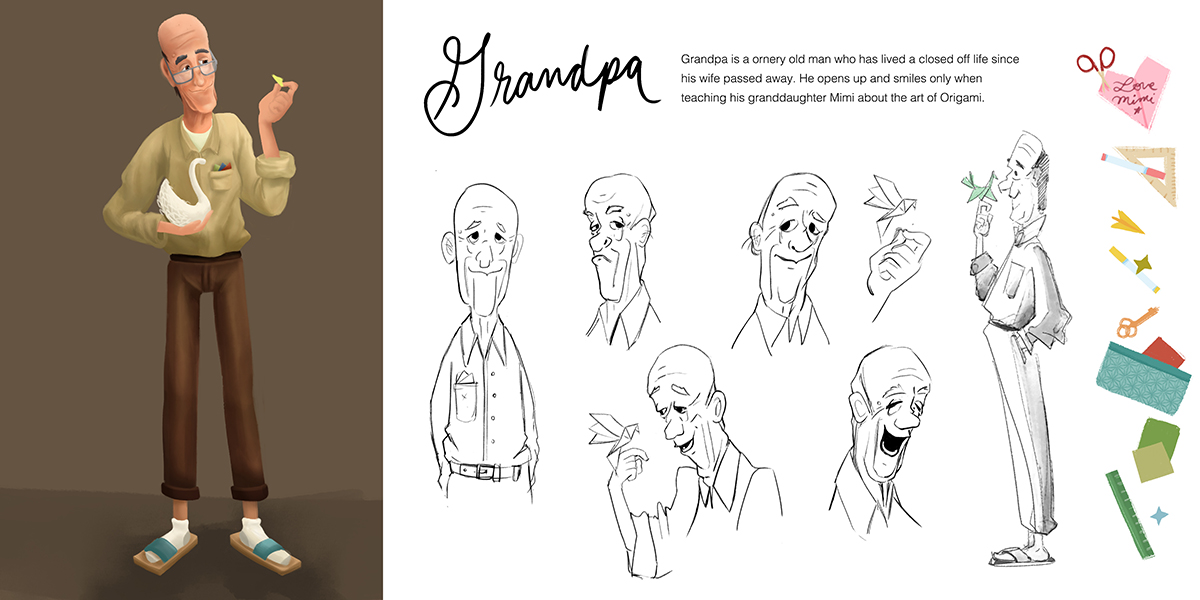 Grandpa
Grandpa is a ornery old man who has lived a closed off life since
his wife passed away. He opens up and smiles only when
teaching his granddaughter Mimi about the art of Origami.
Love
mimi